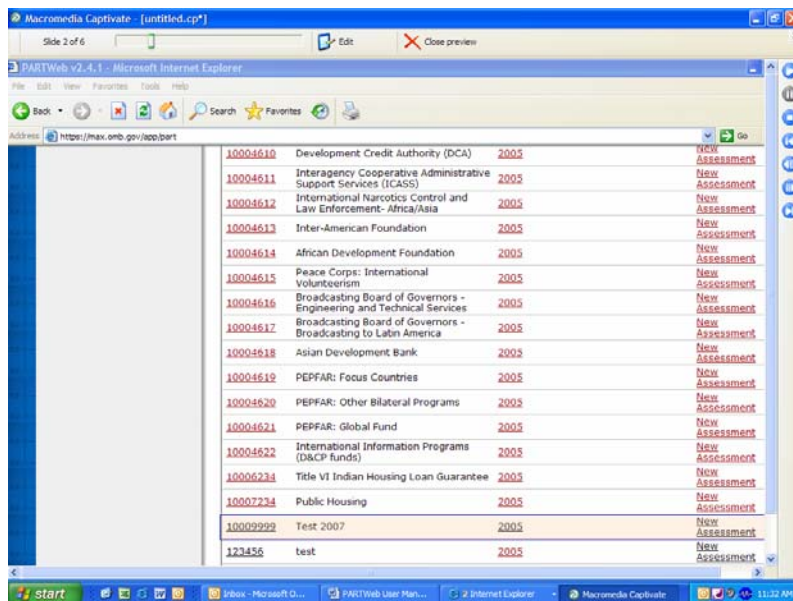 Macromedia Captivate - [untitled.cp*]
Slide 2 of 6 Edit Close preview
PARTWeb v2.4.1 - Microsoft Internet Explorer
File Edit View Favorites Tools Help
Back Search Favorites
Address https://max.omb.gov/app/part Go
10004610 Development Credit Authority (DCA) 2005 New
Assessment
10004611 Interagency Cooperative Administrative
Support Services (ICASS) 2005 New
Assessment
10004612 International Narcotics Control and
Law Enforcement- Africa/Asia 2005 New
Assessment
10004613 Inter-American Foundation 2005 New
Assessment
10004614 African Development Foundation 2005 New
Assessment
10004615 Peace Corps: International
Volunteerism 2005 New
Assessment
10004616 Broadcasting Board of Governors -
Engineering and Technical Services 2005 New
Assessment
10004617 Broadcasting Board of Governors -
Broadcasting to Latin America 2005 New
Assessment
10004618 Asian Development Bank 2005 New
Assessment
10004619 PEPFAR: Focus Countries 2005 New
Assessment
10004620 PEPFAR: Other Bilateral Programs 2005 New
Assessment
10004621 PEPFAR: Global Fund 2005 New
Assessment
10004622 International Information Programs
(D&CP funds) 2005 New
Assessment
10006234 Title VI Indian Housing Loan Guarantee 2005 New
Assessment
10007234 Public Housing 2005 New
Assessment
10009999 Test 2007 2005 New
Assessment
123456 test 2005 New
Assessment
start Inbox - Microsoft O... PARTWeb User Man... 2 Internet Explorer Macromedia Captivate 11:32 AM